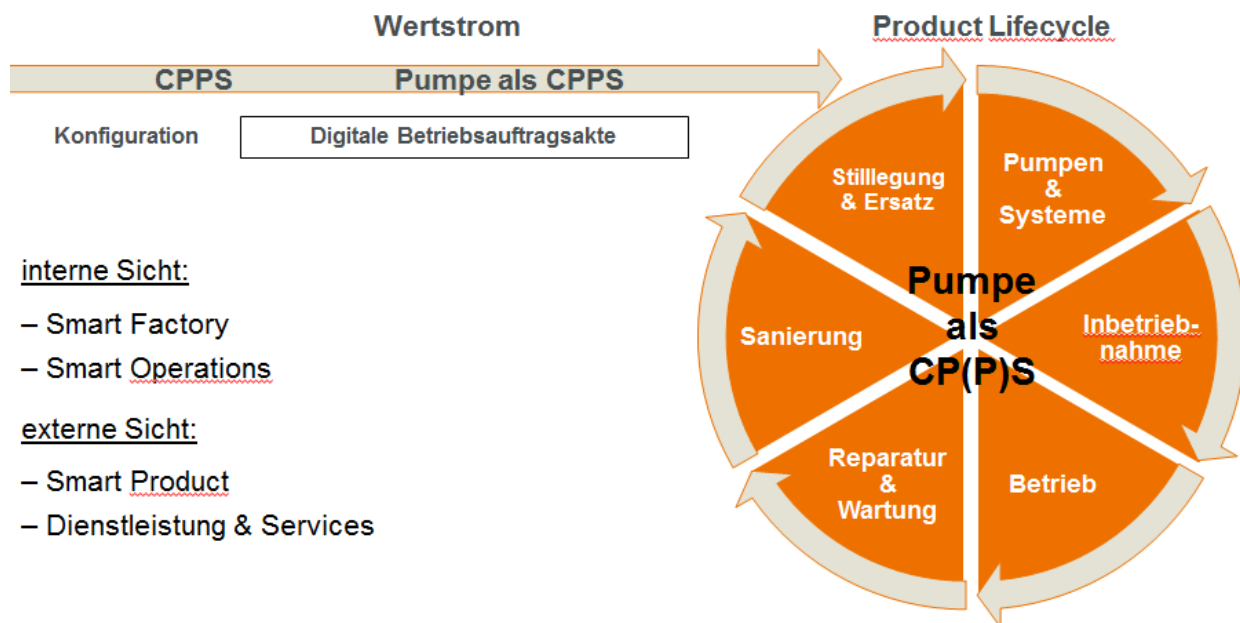 Wertstrom
Product Lifecycle
CPPS
Pumpe als CPPS
Konfiguration
Digitale Betriebsauftragsakte
interne Sicht:
– Smart Factory
– Smart Operations
externe Sicht:
– Smart Product
– Dienstleistung & Services
Stilllegung
& Ersatz
Pumpen
&
Systeme
Inbetrieb-
nahme
Betrieb
Reparatur
&
Wartung
Sanierung
Pumpe
als
CP(P)S